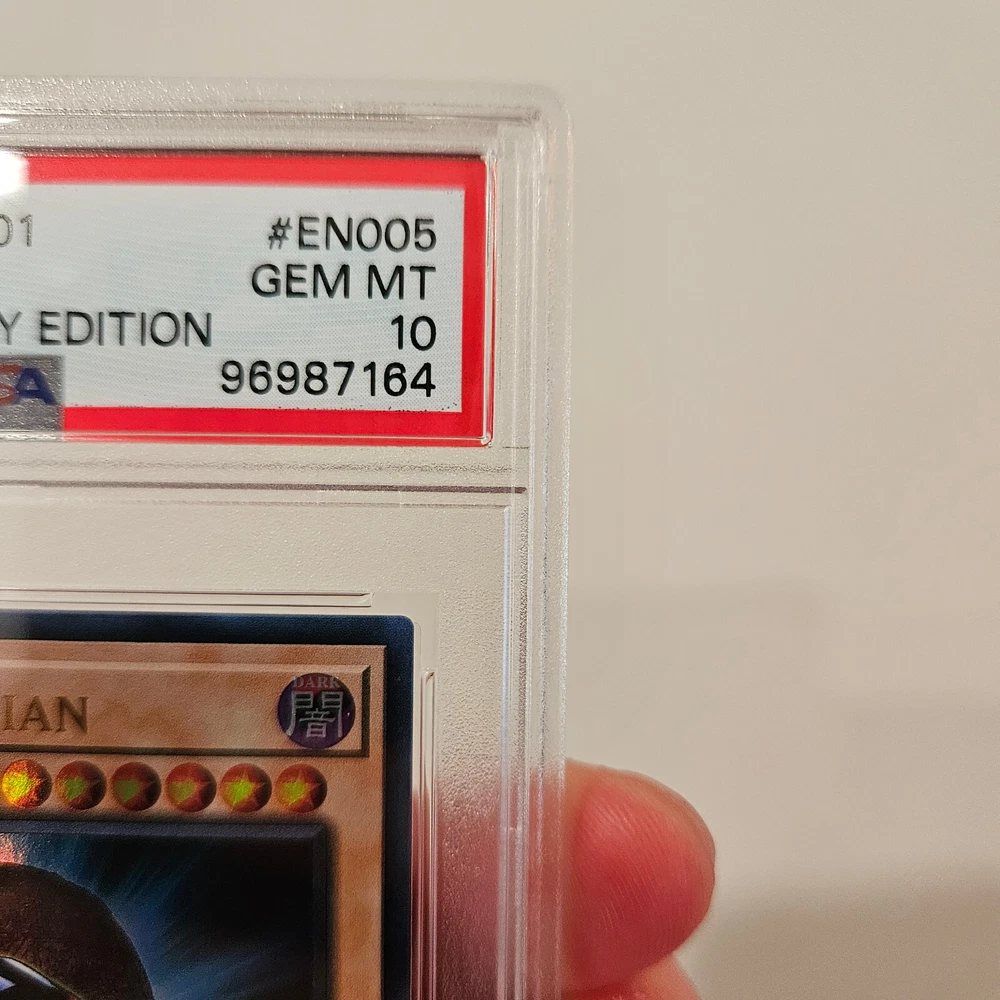 01 #EN005
GEM MT
Y EDITION 10
SA 96987164
IAN
DARK
闇